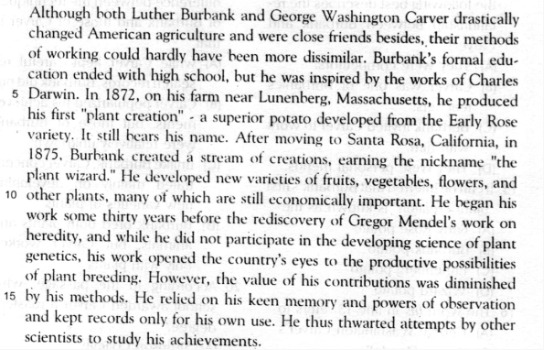 Although both Luther Burbank and George Washington Carver drastically
changed American agriculture and were close friends besides, their methods
of working could hardly have been more dissimilar. Burbank's formal edu-
cation ended with high school, but he was inspired by the works of Charles
5 Darwin. In 1872, on his farm near Lunenberg, Massachusetts, he produced
his first "plant creation" - a superior potato developed from the Early Rose
variety. It still bears his name. After moving to Santa Rosa, California, in
1875, Burbank created a stream of creations, earning the nickname "the
plant wizard." He developed new varieties of fruits, vegetables, flowers, and
10 other plants, many of which are still economically important. He began his
work some thirty years before the rediscovery of Gregor Mendel's work on
heredity, and while he did not participate in the developing science of plant
genetics, his work opened the country's eyes to the productive possibilities
of plant breeding. However, the value of his contributions was diminished
15 by his methods. He relied on his keen memory and powers of observation
and kept records only for his own use. He thus thwarted attempts by other
scientists to study his achievements.